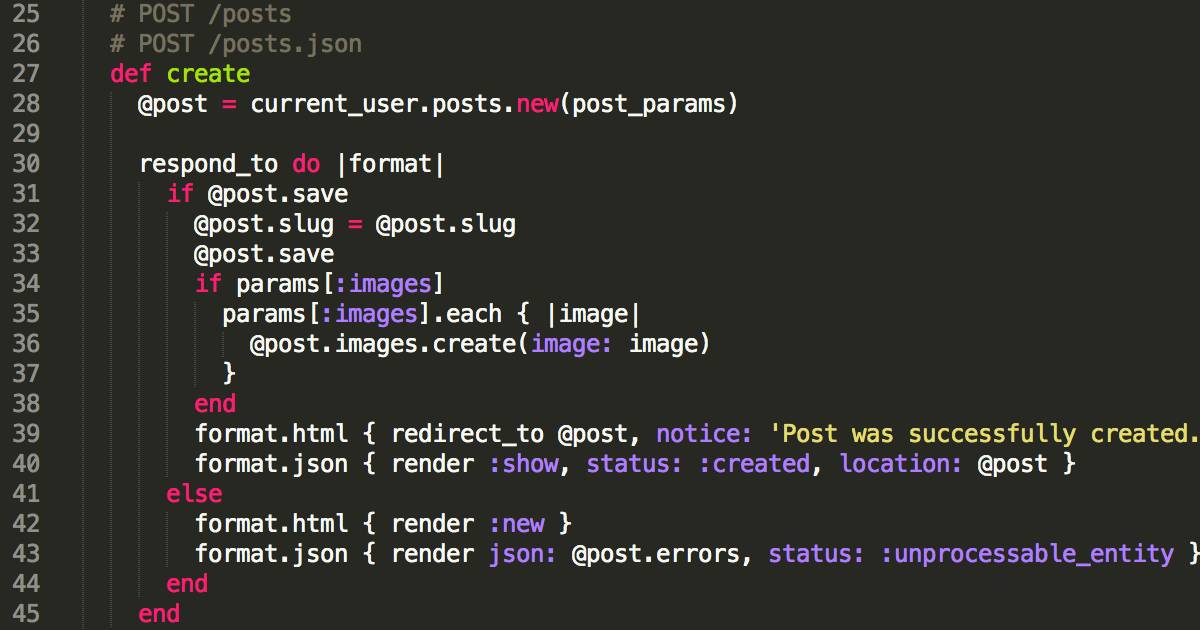 25 # POST /posts
26 # POST /posts.json
27 def create
28 @post = current_user.posts.new(post_params)
29
30 respond_to do |format|
31 if @post.save
32 @post.slug = @post.slug
33 @post.save
34 if params[:images]
35 params[:images].each { |image|
36 @post.images.create(image: image)
37 }
38 end
39 format.html { redirect_to @post, notice: 'Post was successfully created.
40 format.json { render :show, status: :created, location: @post }
41 else
42 format.html { render :new }
43 format.json { render json: @post.errors, status: :unprocessable_entity }
44 end
45 end